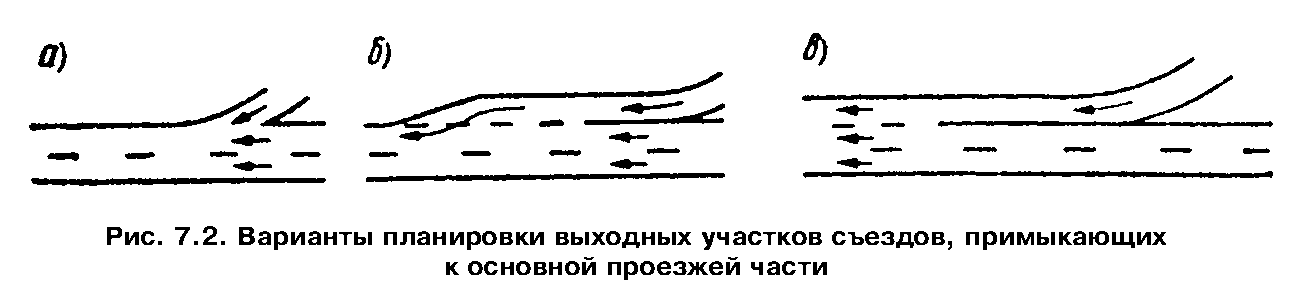 а) б) в)
Рис. 7.2. Варианты планировки выходных участков съездов, примыкающих
к основной проезжей части